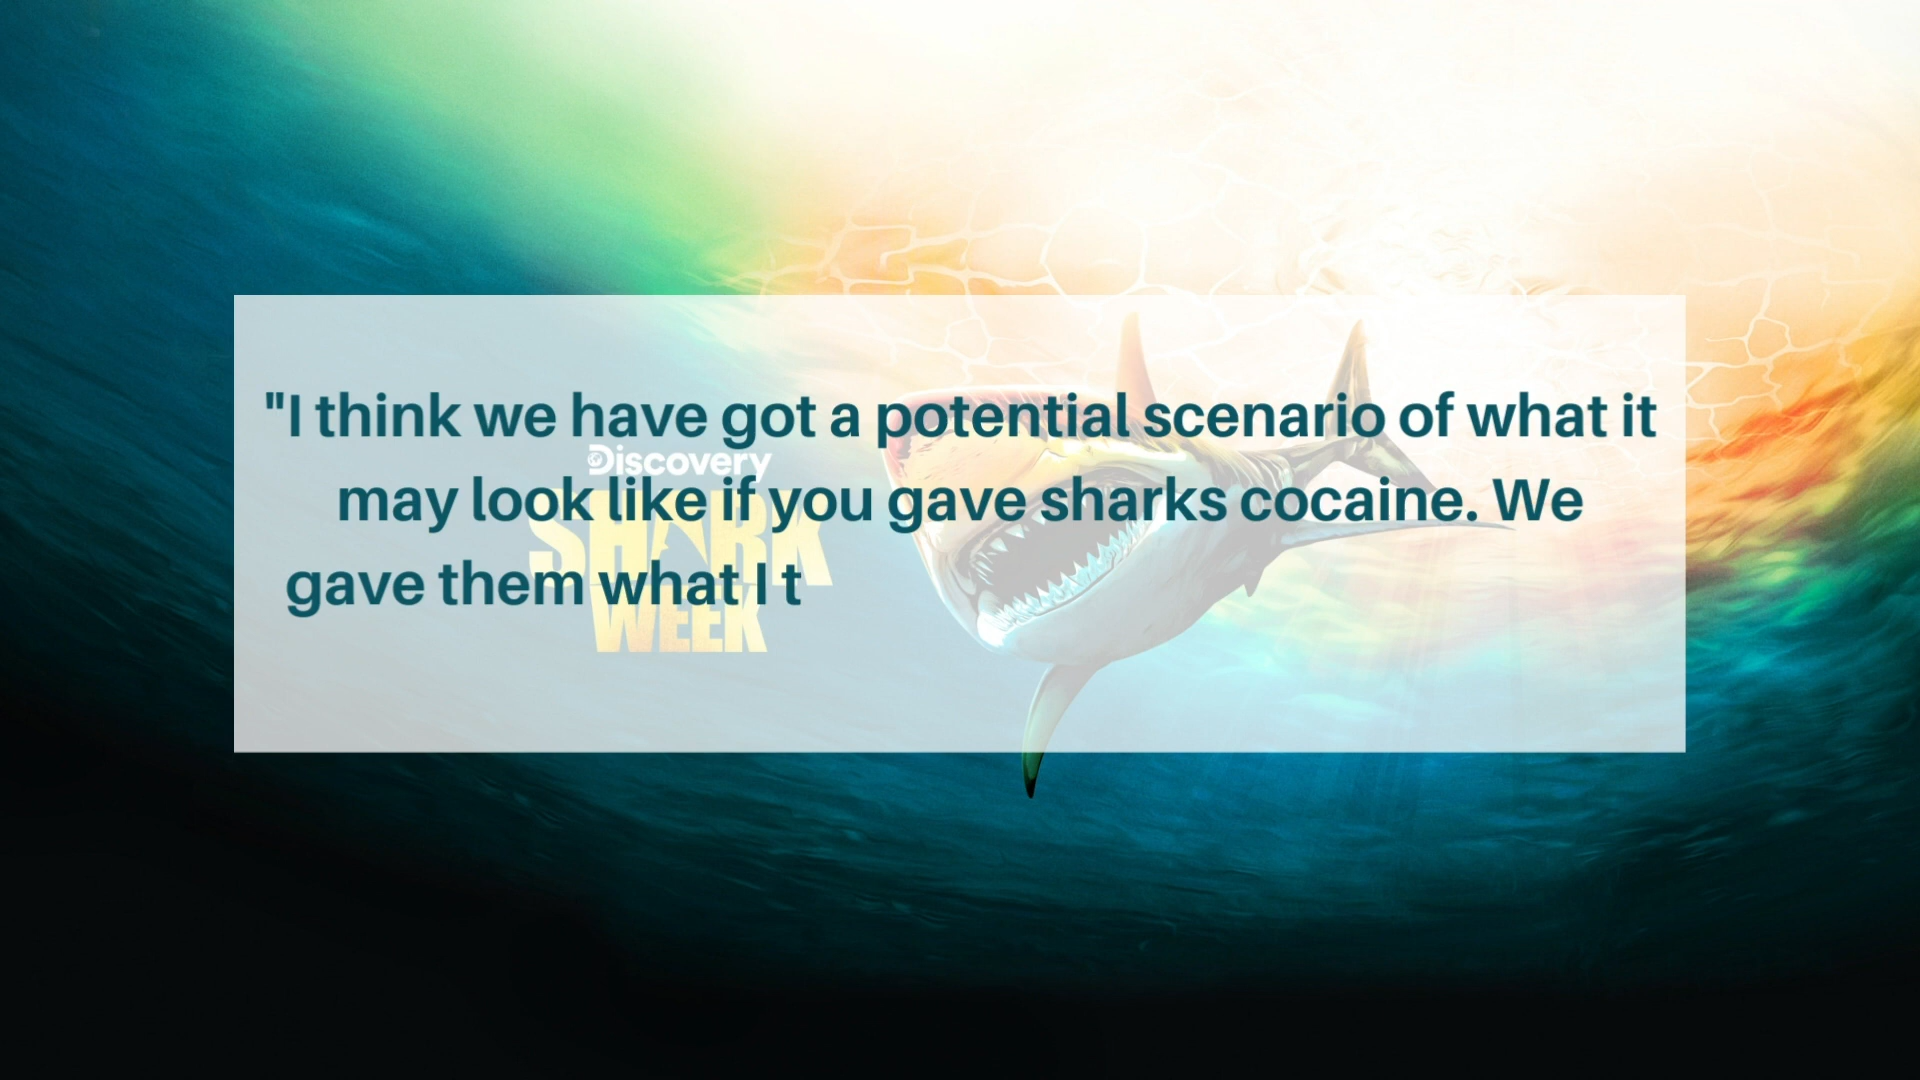 "I think we have got a potential scenario of what it
may look like if you gave sharks cocaine. We
gave them what I t
Discovery
SHARK
WEEK